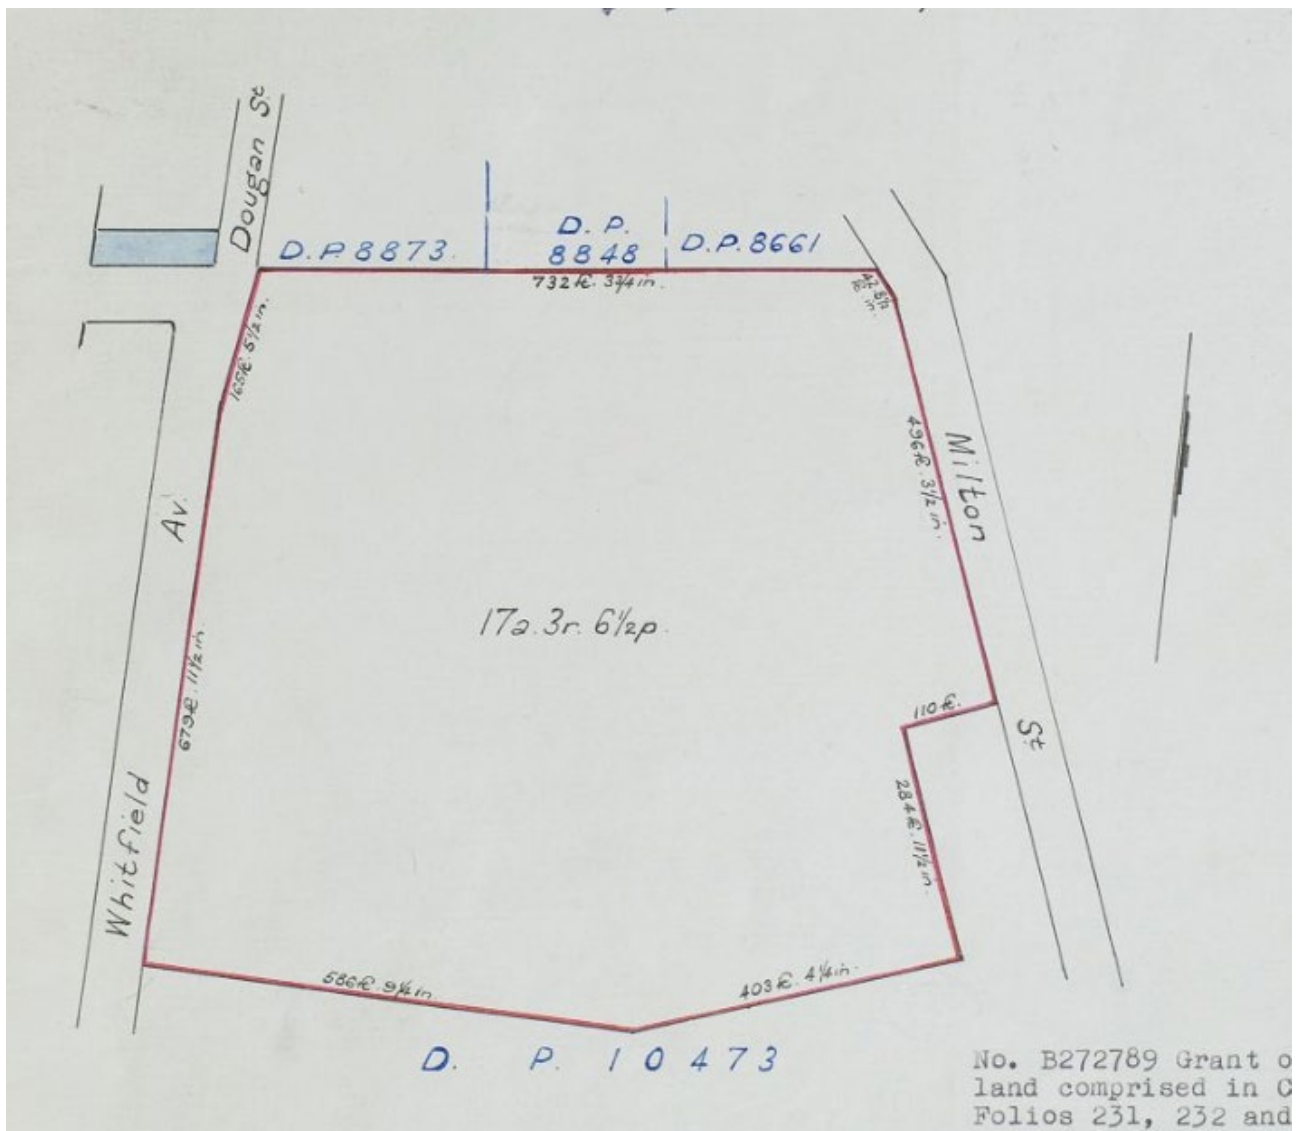 Dougan St.
D.P. 8873.
D. P.
8848
D.P. 8661
732 ft. 3¾ in.
165 ft. 5½ in.
496 ft. 3½ in.
Milton
St
Av.
17a. 3r. 6½p.
679 ft. 11½ in.
110 ft.
284 ft. 11½ in.
Whitfield
586 ft. 9¼ in.
403 ft. 4¼ in.
D. P. 10473
No. B272789 Grant o
land comprised in C
Folios 231, 232 and